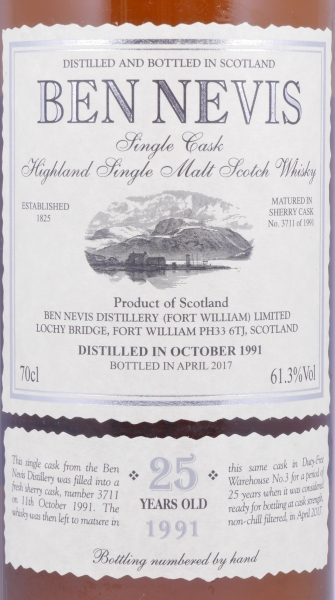 DISTILLED AND BOTTLED IN SCOTLAND
BEN NEVIS
Single Cask
Highland Single Malt Scotch Whisky
ESTABLISHED
1825
MATURED IN
SHERRY CASK
No. 3711 of 1991
Product of Scotland
BEN NEVIS DISTILLERY (FORT WILLIAM) LIMITED
LOCHY BRIDGE, FORT WILLIAM PH33 6TJ, SCOTLAND
70cl
DISTILLED IN OCTOBER 1991
BOTTLED IN APRIL 2017
61.3%Vol
This single cask from the Ben
Nevis Distillery was filled into a
fresh sherry cask, number 3711
on 11th October 1991. The
whisky was then left to mature in
25
YEARS OLD
1991
this same cask in Duty-Free
Warehouse No.3 for a period of
25 years when it was considered
ready for bottling at cask strength,
non-chill filtered, in April 2017
Bottling numbered by hand